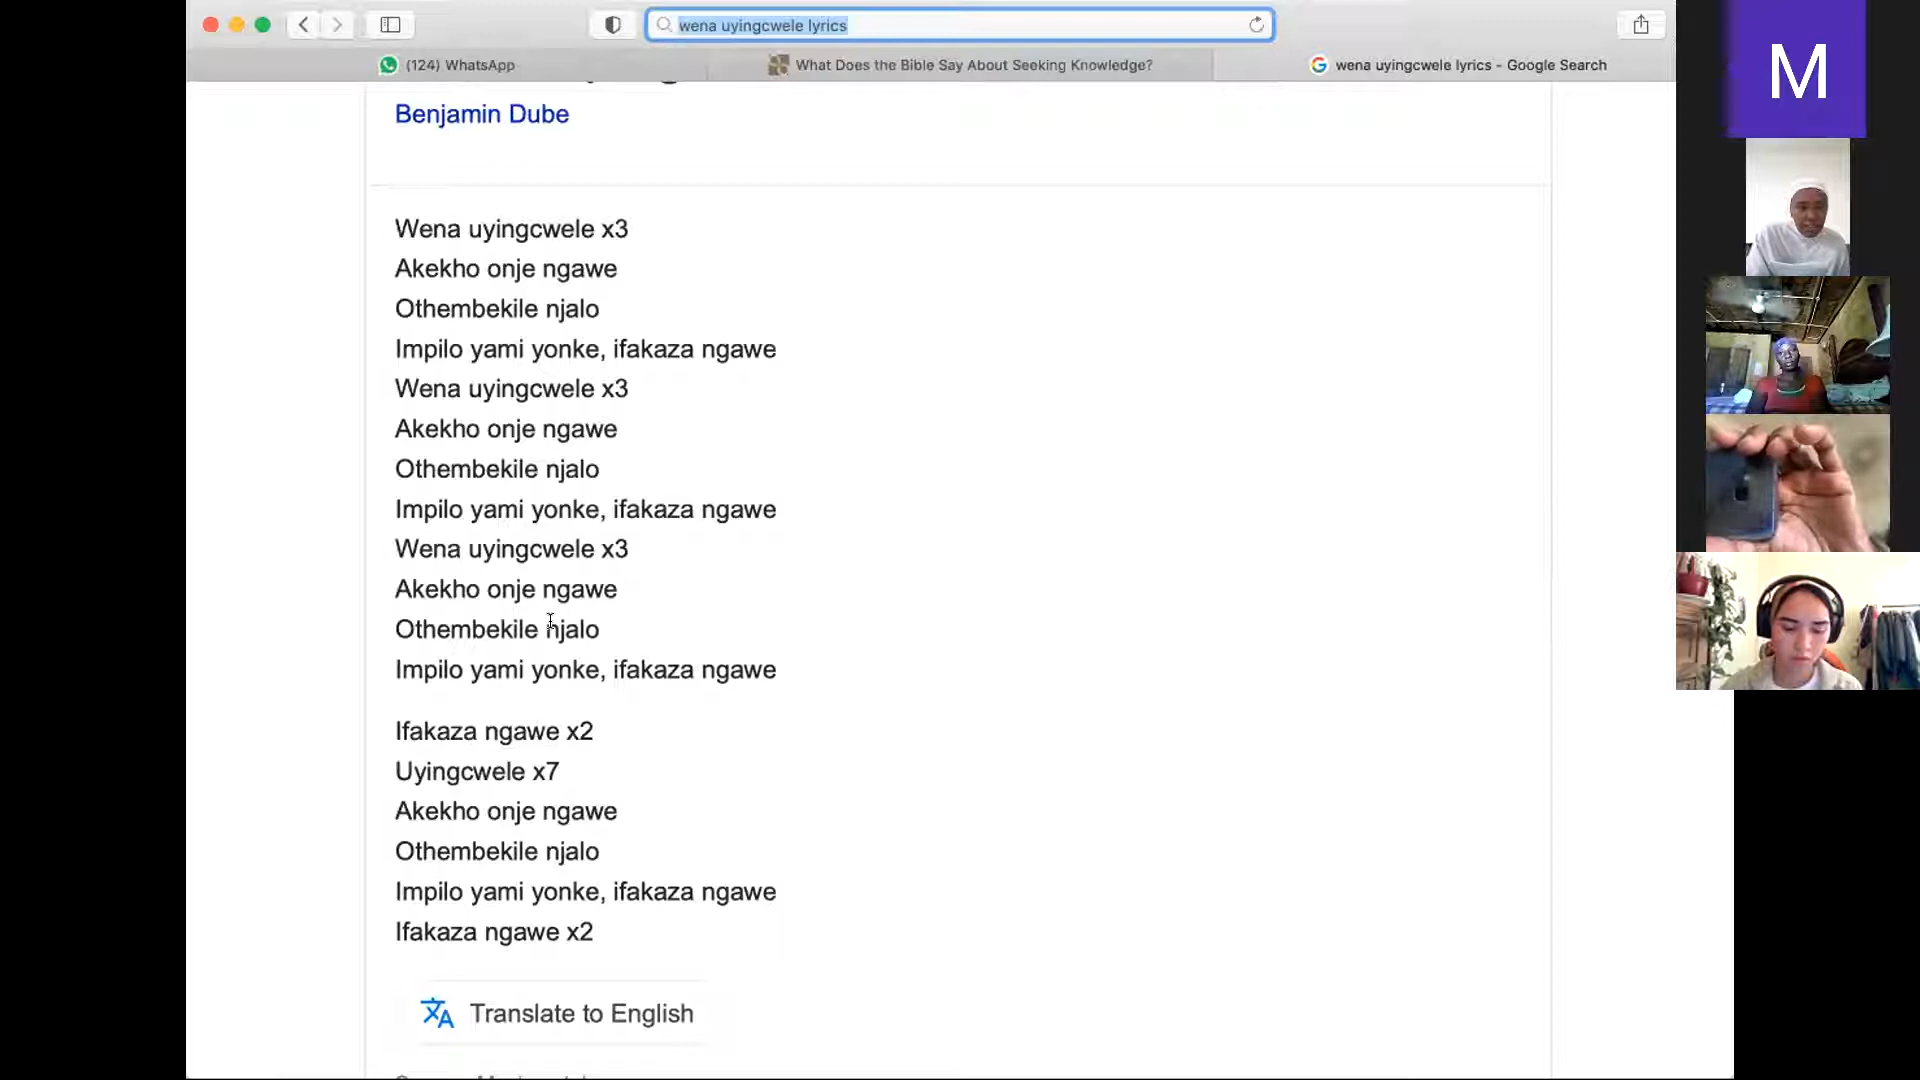 wena uyingcwele lyrics
(124) WhatsApp
What Does the Bible Say About Seeking Knowledge?
wena uyingcwele lyrics - Google Search
Benjamin Dube
Wena uyingcwele x3
Akekho onje ngawe
Othembekile njalo
Impilo yami yonke, ifakaza ngawe
Wena uyingcwele x3
Akekho onje ngawe
Othembekile njalo
Impilo yami yonke, ifakaza ngawe
Wena uyingcwele x3
Akekho onje ngawe
Othembekile njalo
Impilo yami yonke, ifakaza ngawe
Ifakaza ngawe x2
Uyingcwele x7
Akekho onje ngawe
Othembekile njalo
Impilo yami yonke, ifakaza ngawe
Ifakaza ngawe x2
Translate to English
M